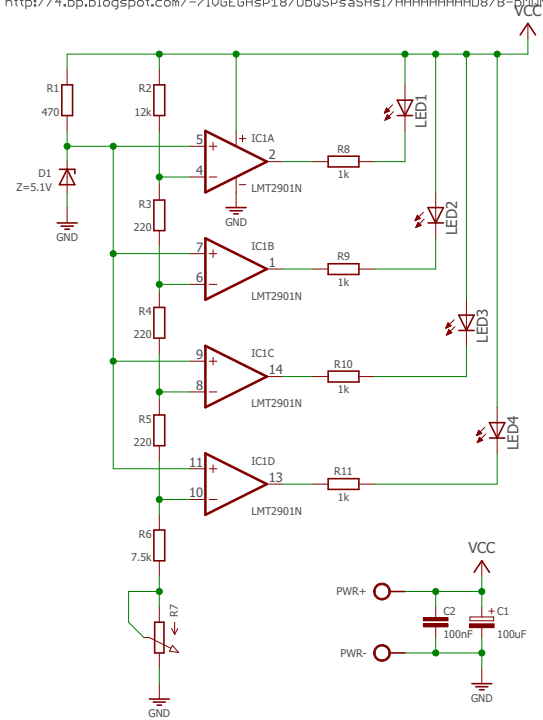 VCC
R1
470
R2
12k
LED1
5
+
IC1A
+
2
4
-
-
LMT2901N
R8
1k
D1
Z=5.1V
GND
R3
220
GND
LED2
7
+
IC1B
1
6
-
LMT2901N
R9
1k
R4
220
LED3
9
+
IC1C
14
8
-
LMT2901N
R10
1k
R5
220
LED4
11
+
IC1D
13
10
-
LMT2901N
R11
1k
R6
7.5k
R7
GND
VCC
PWR+
C2
100nF
+
C1
100uF
PWR-
GND